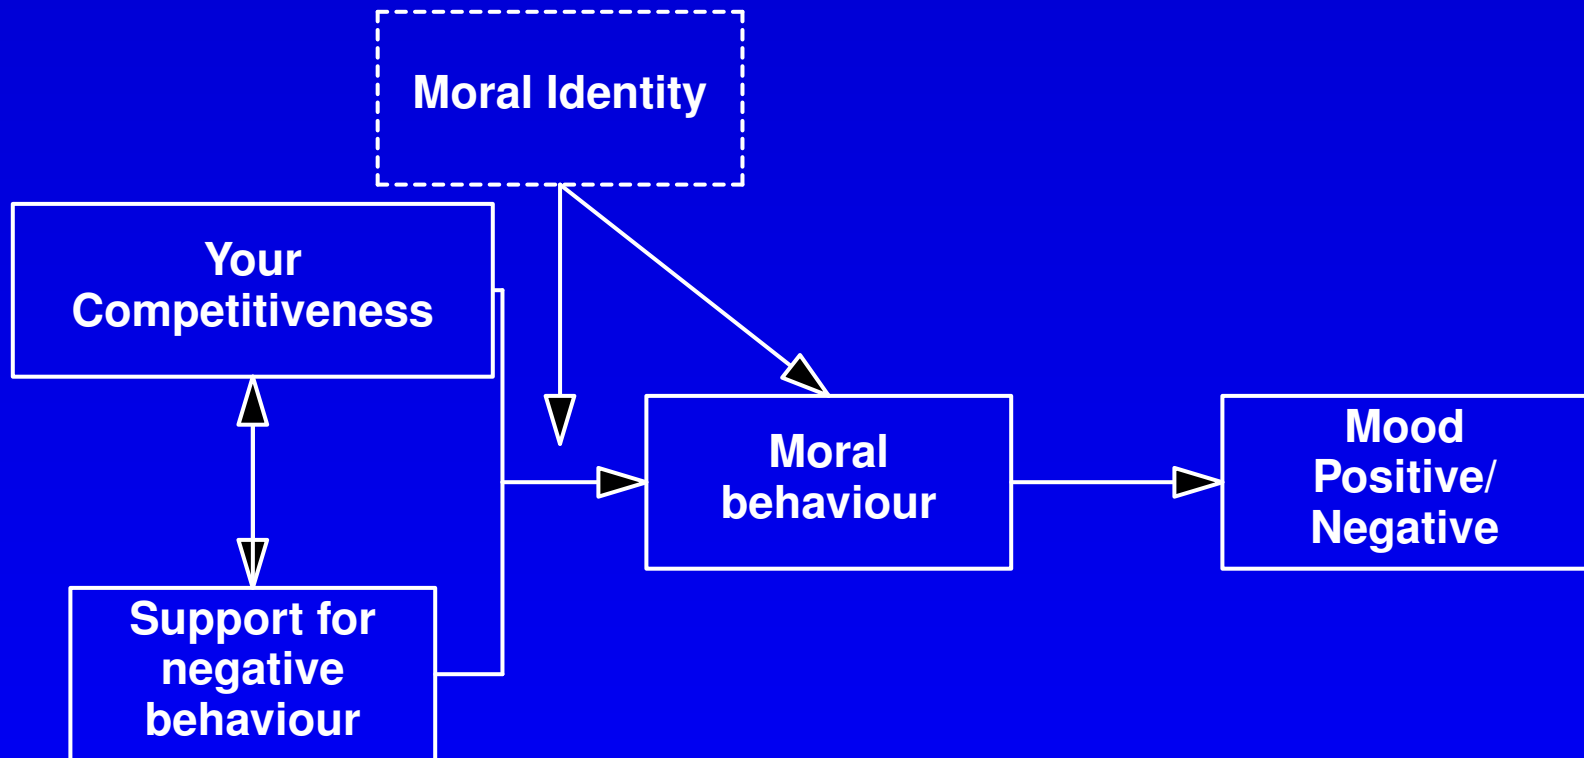 Moral Identity
Your
Competitiveness
Moral
behaviour
Mood
Positive/
Negative
Support for
negative
behaviour